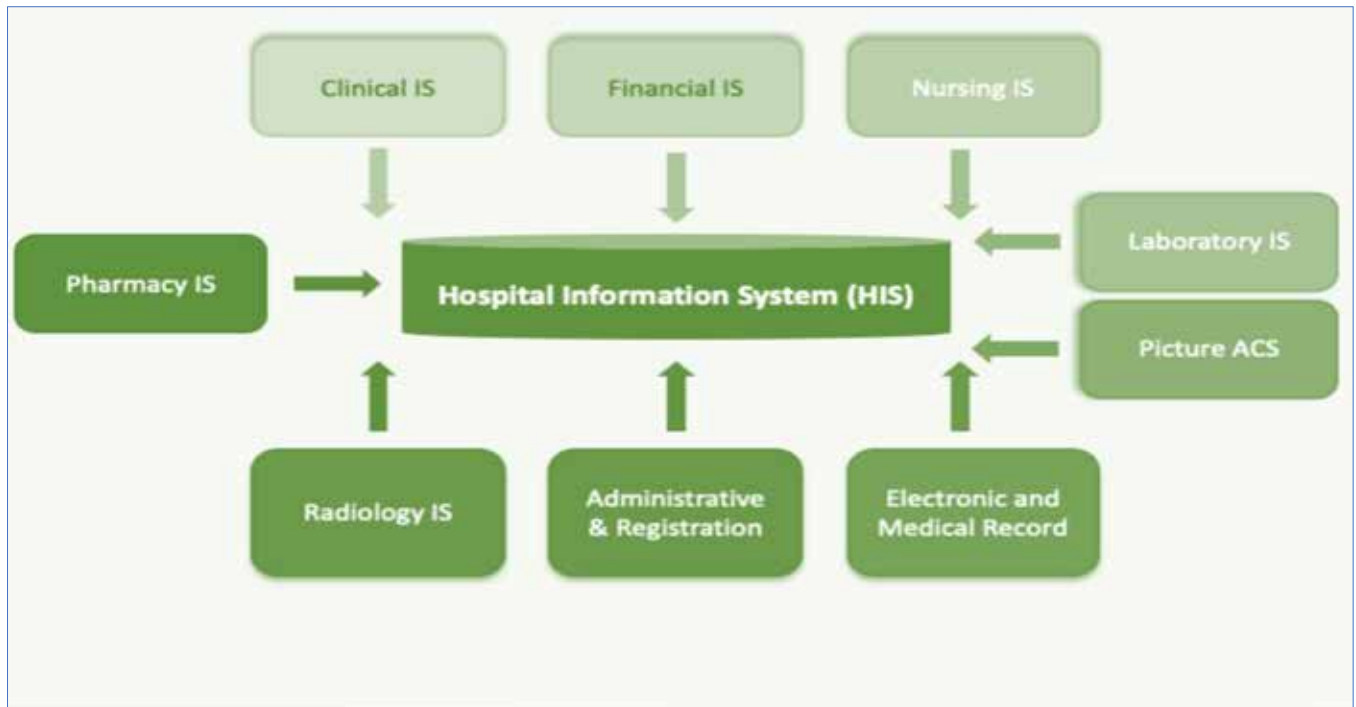 Clinical IS
Financial IS
Nursing IS
Laboratory IS
Pharmacy IS
Hospital Information System (HIS)
Picture ACS
Radiology IS
Administrative
& Registration
Electronic and
Medical Record